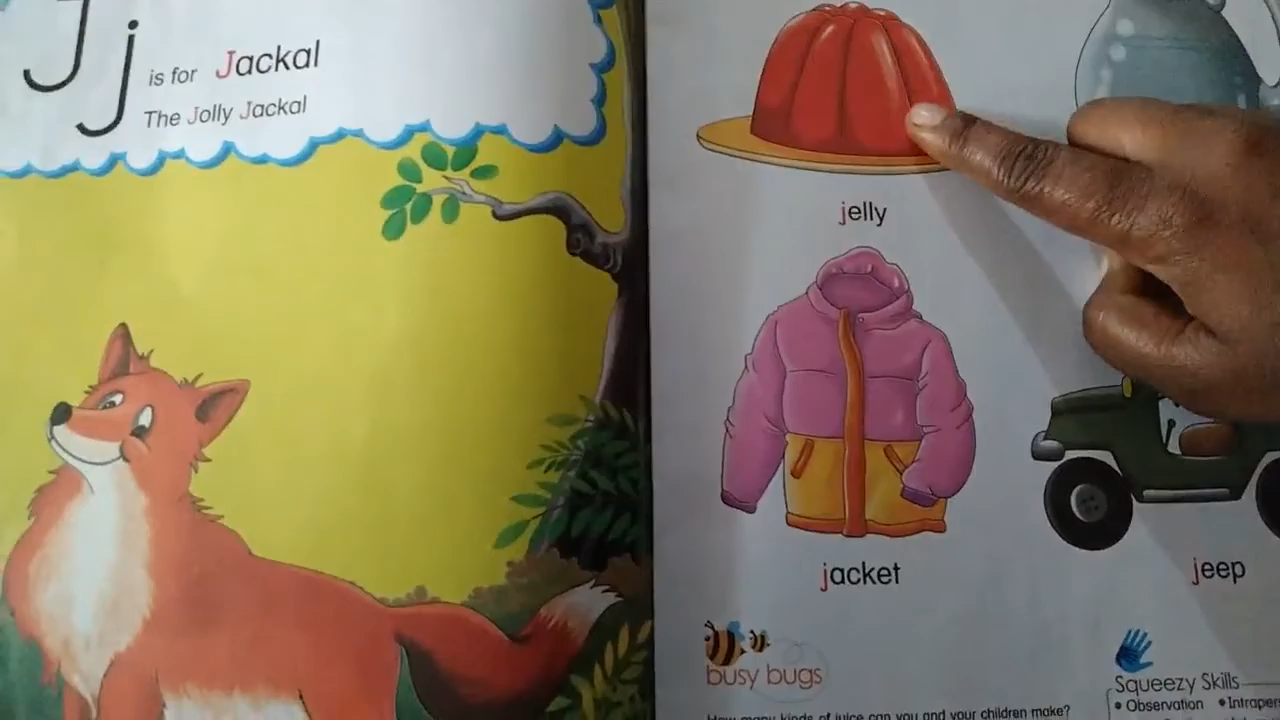 J j is for Jackal
The Jolly Jackal
jelly
jacket
jeep
busy bugs
How many kinds of juice can you and your children make?
Squeezy Skills
• Observation • Intraper